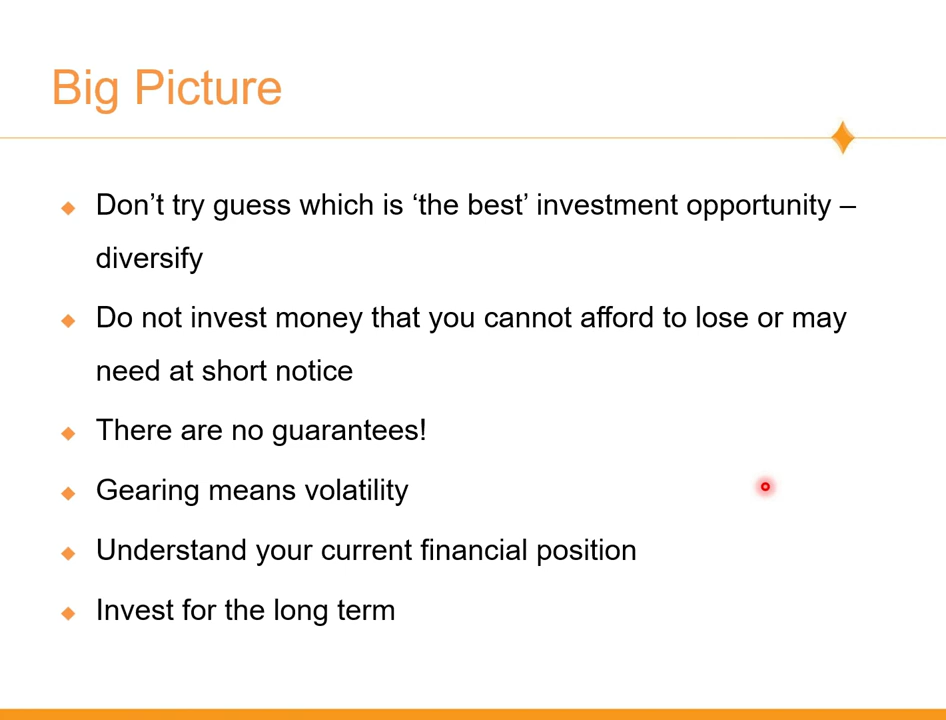 Big Picture
Don’t try guess which is ‘the best’ investment opportunity –
diversify
Do not invest money that you cannot afford to lose or may
need at short notice
There are no guarantees!
Gearing means volatility
Understand your current financial position
Invest for the long term